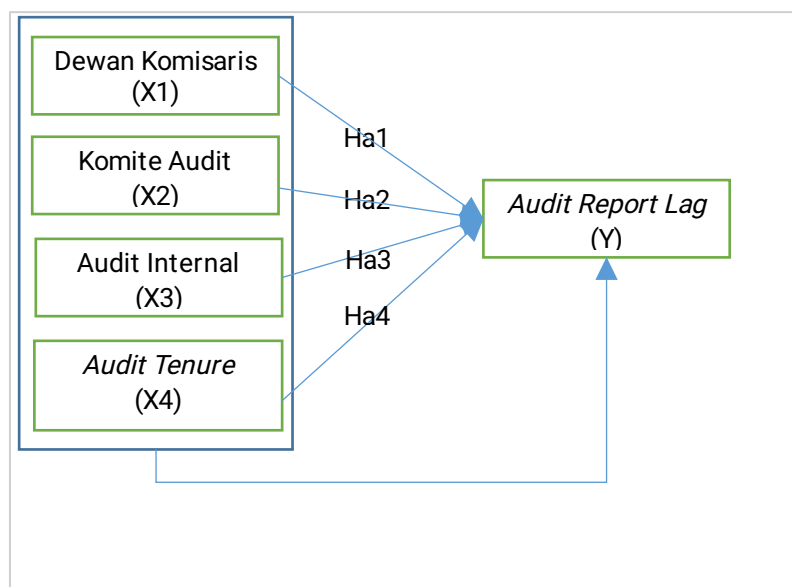 Dewan Komisaris
(X1)
Komite Audit
(X2)
Audit Internal
(X3)
Audit Tenure
(X4)
Ha1
Ha2
Ha3
Ha4
Audit Report Lag
(Y)